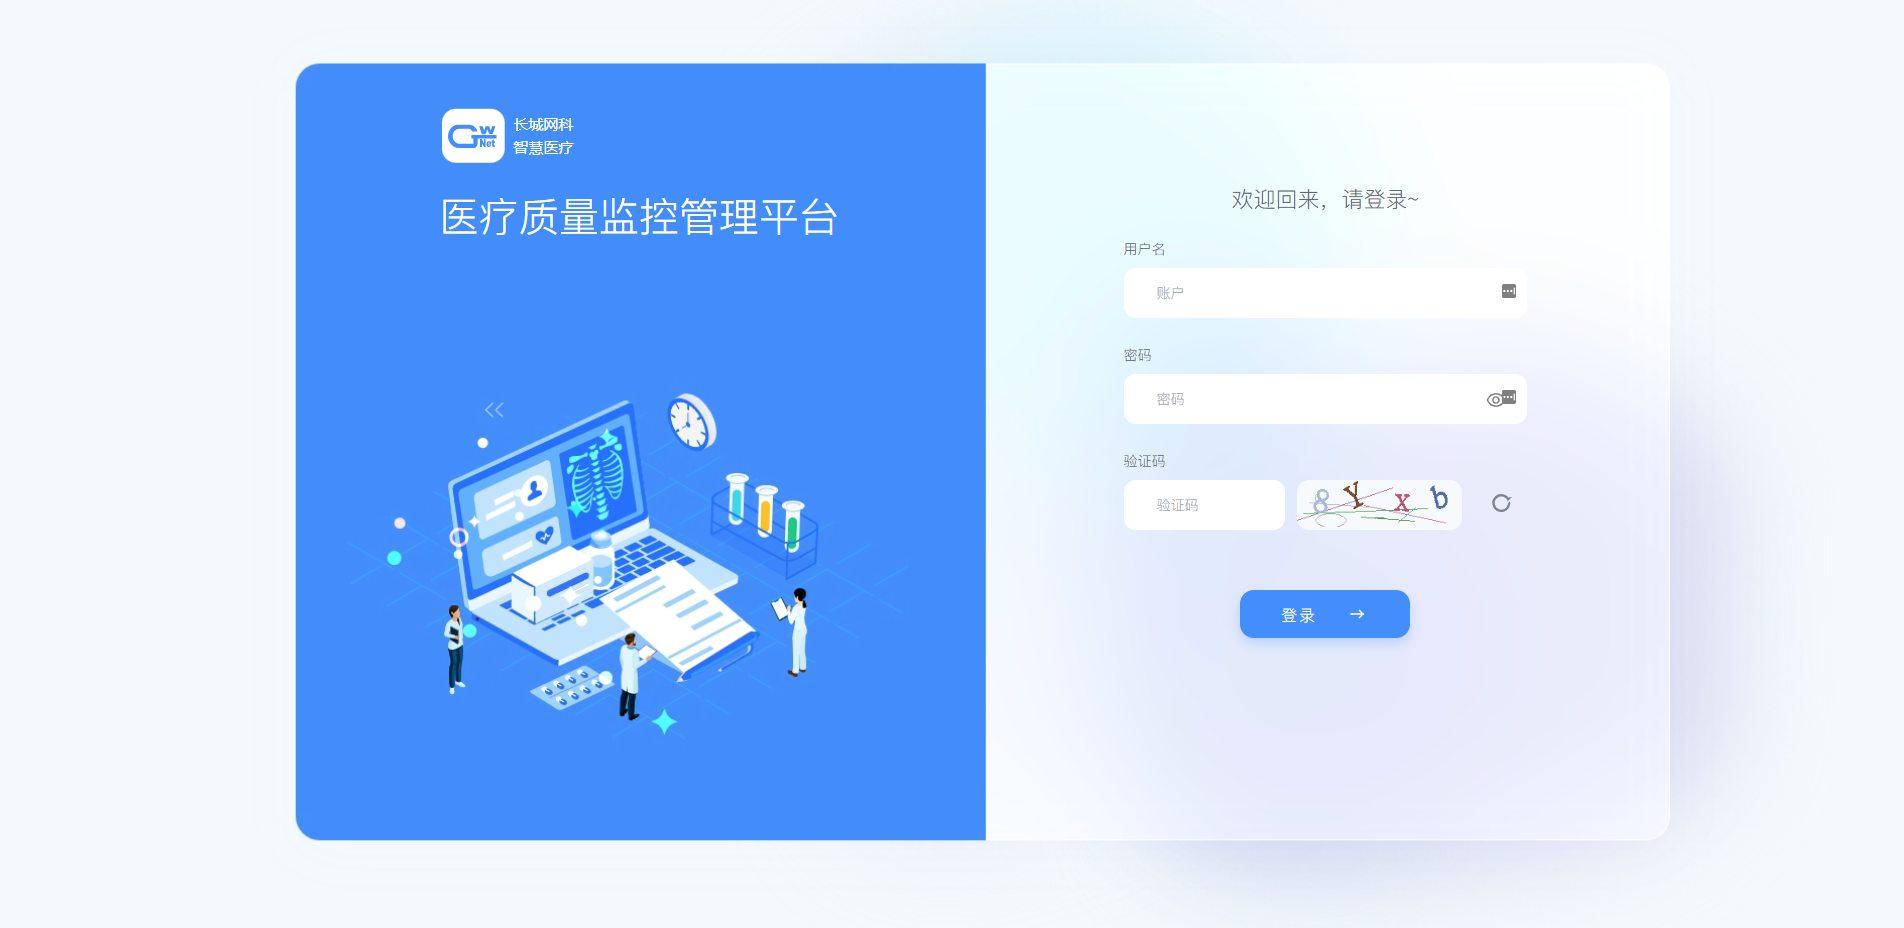 GW
Net
长城网科
智慧医疗
医疗质量监控管理平台
欢迎回来，请登录~
用户名
账户
密码
密码
验证码
验证码
8 Y x b
登录